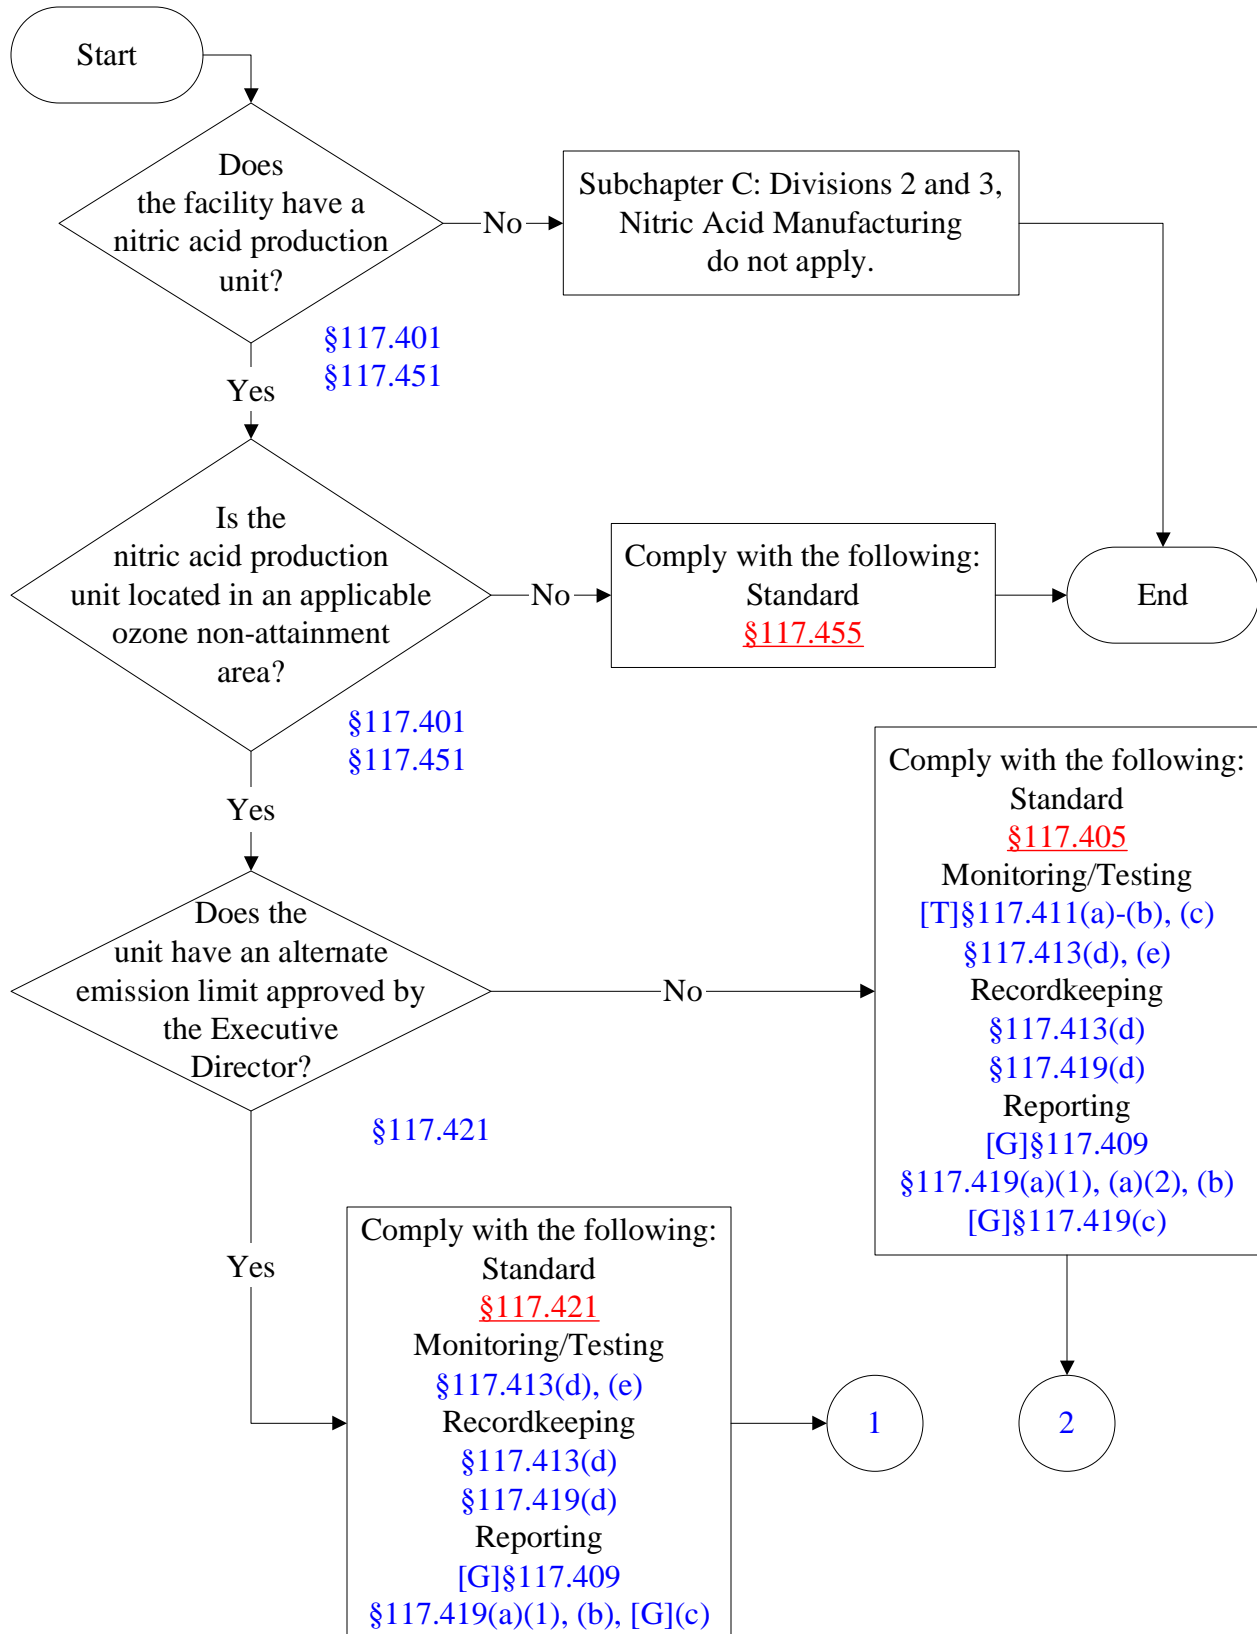 Start
Does
the facility have a
nitric acid production
unit?
No
Subchapter C: Divisions 2 and 3,
Nitric Acid Manufacturing
do not apply.
§117.401
§117.451
Yes
Is the
nitric acid production
unit located in an applicable
ozone non-attainment
area?
No
Comply with the following:
Standard
§117.455
End
§117.401
§117.451
Yes
Does the
unit have an alternate
emission limit approved by
the Executive
Director?
No
Comply with the following:
Standard
§117.405
Monitoring/Testing
[T]§117.411(a)-(b), (c)
§117.413(d), (e)
Recordkeeping
§117.413(d)
§117.419(d)
Reporting
[G]§117.409
§117.419(a)(1), (a)(2), (b)
[G]§117.419(c)
§117.421
Yes
Comply with the following:
Standard
§117.421
Monitoring/Testing
§117.413(d), (e)
Recordkeeping
§117.413(d)
§117.419(d)
Reporting
[G]§117.409
§117.419(a)(1), (b), [G](c)
1
2